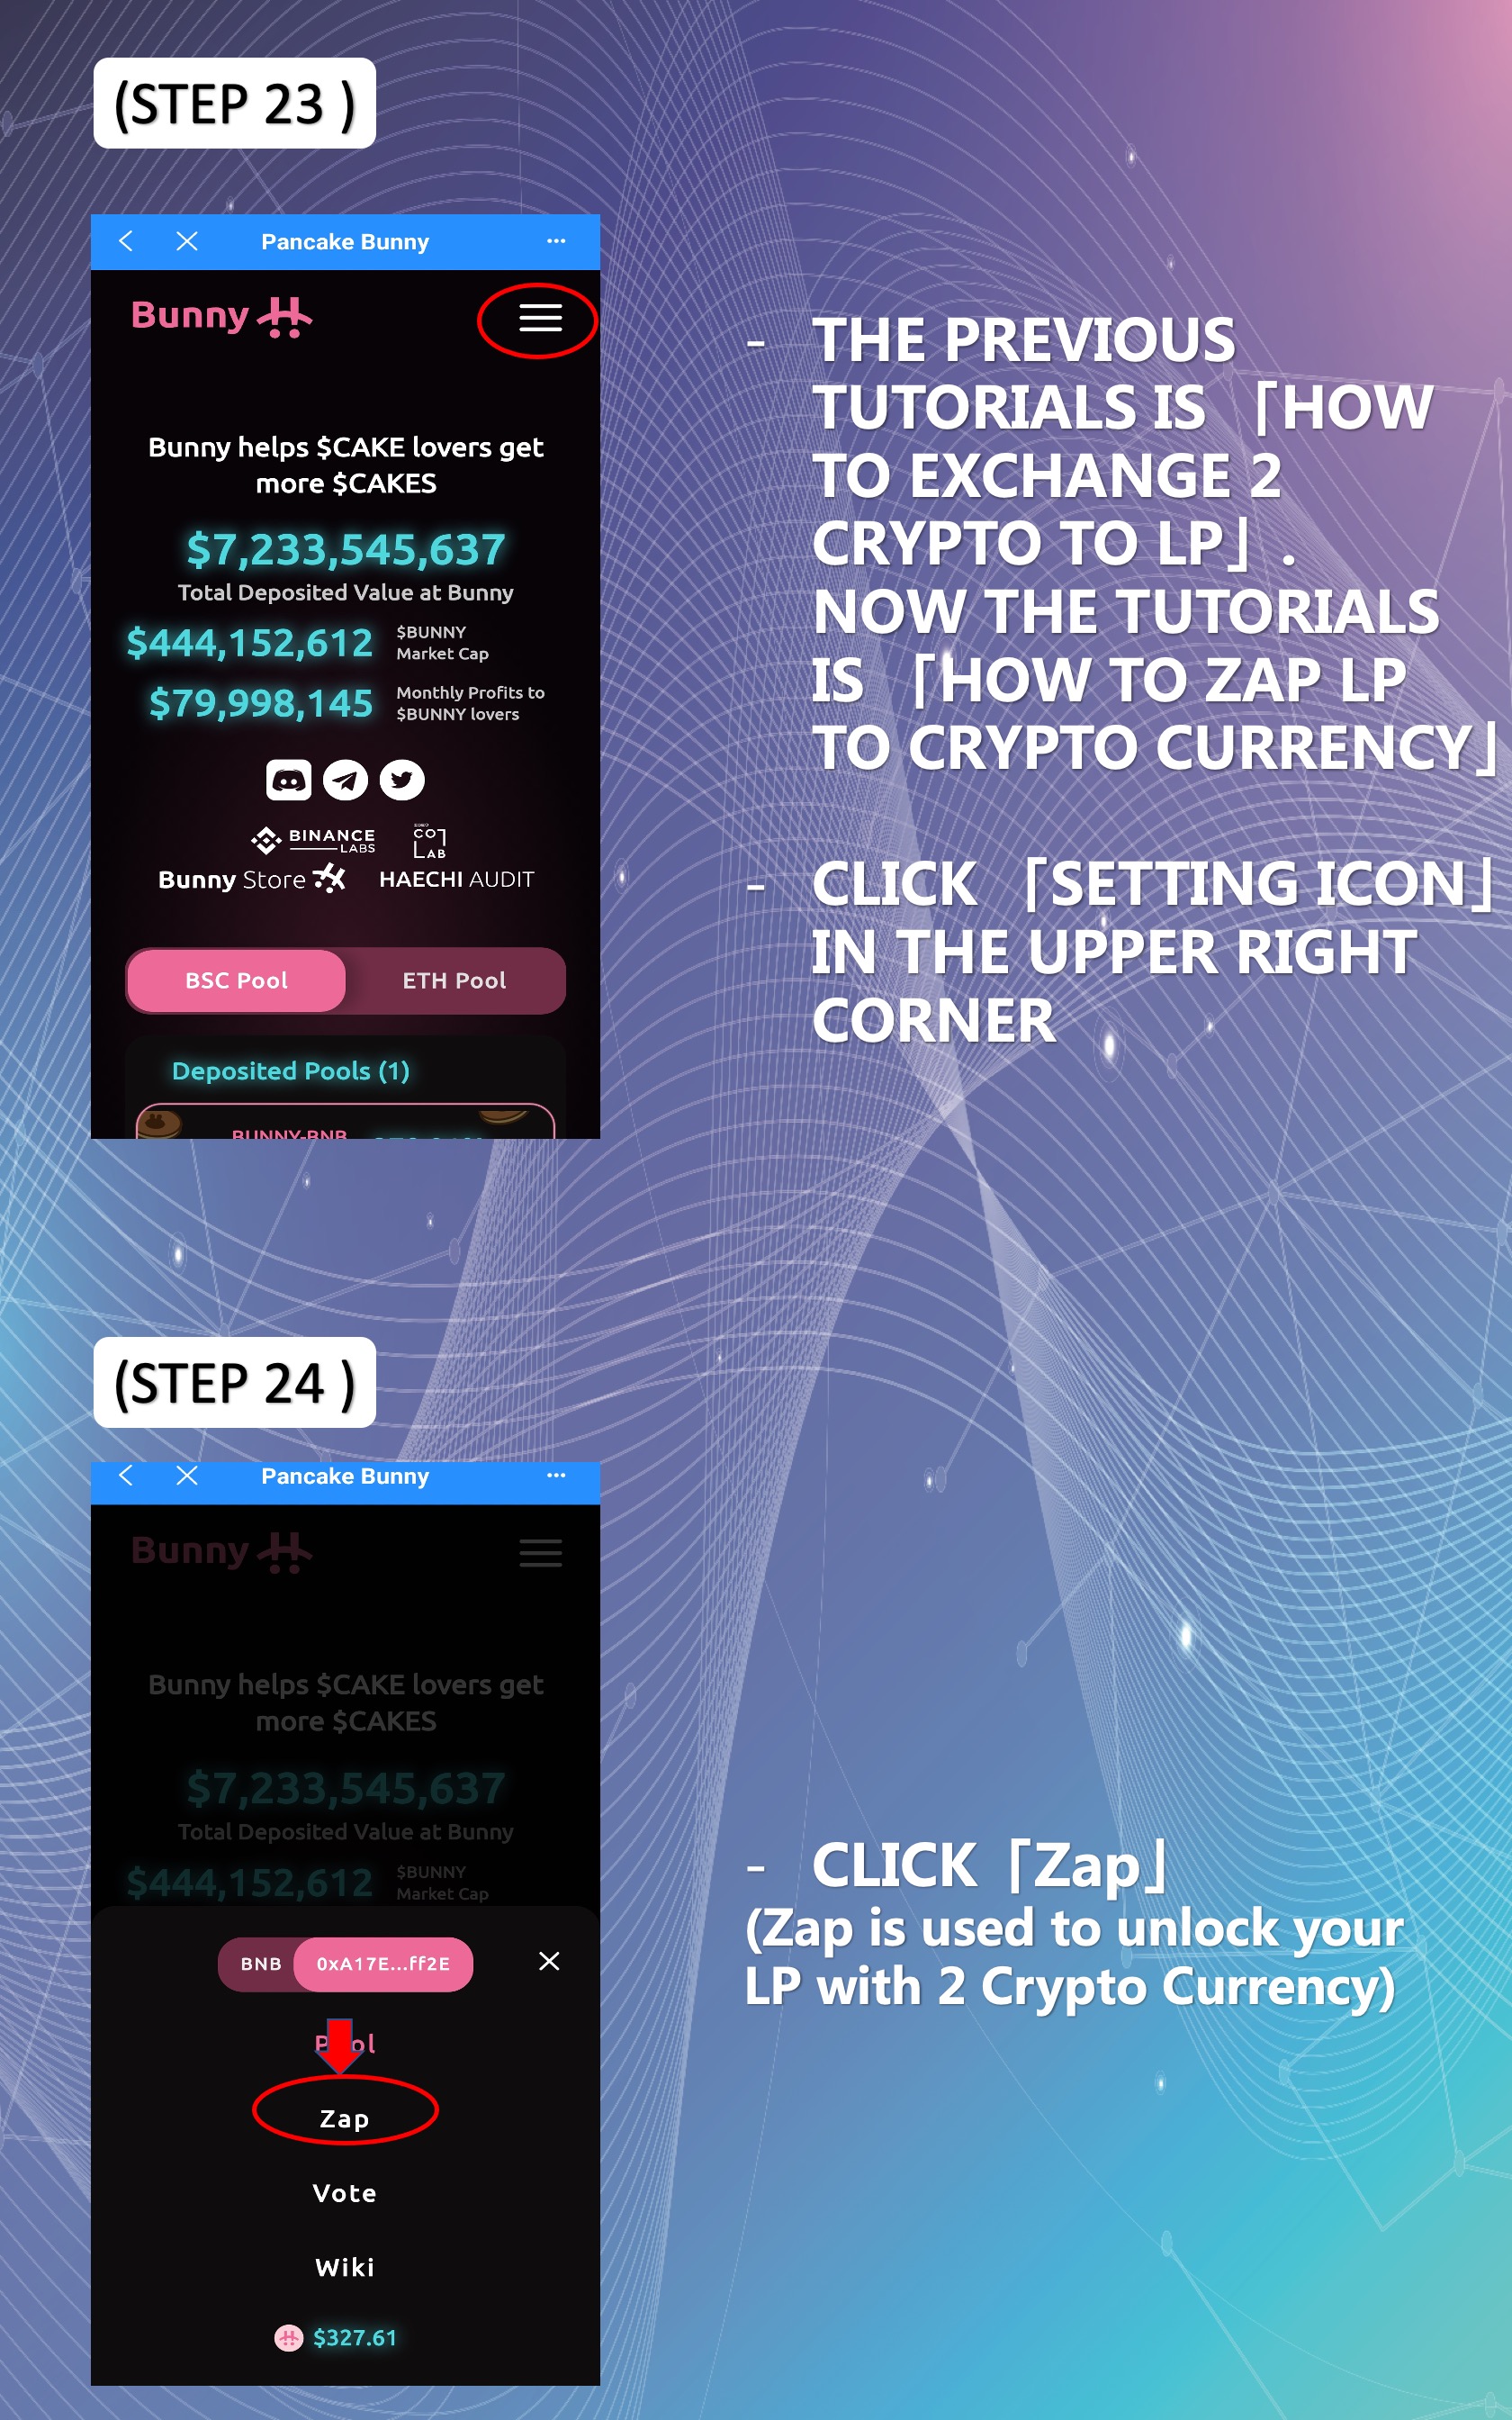 (STEP 23 )
Pancake Bunny
Bunny
Bunny helps $CAKE lovers get
more $CAKES
$7,233,545,637
Total Deposited Value at Bunny
$444,152,612
$BUNNY
Market Cap
$79,998,145
Monthly Profits to
$BUNNY lovers
BINANCE
LABS
CO
LAB
Bunny Store
HAECHI AUDIT
BSC Pool
ETH Pool
Deposited Pools (1)
BUNNY-BNB
- THE PREVIOUS
TUTORIALS IS 「HOW
TO EXCHANGE 2
CRYPTO TO LP」.
NOW THE TUTORIALS
IS 「HOW TO ZAP LP
TO CRYPTO CURRENCY」
- CLICK 「SETTING ICON」
IN THE UPPER RIGHT
CORNER
(STEP 24 )
Pancake Bunny
Bunny
Bunny helps $CAKE lovers get
more $CAKES
$7,233,545,637
Total Deposited Value at Bunny
$444,152,612
$BUNNY
Market Cap
BNB
0xA17E...ff2E
Pool
Zap
Vote
Wiki
$327.61
- CLICK「Zap」
(Zap is used to unlock your
LP with 2 Crypto Currency)